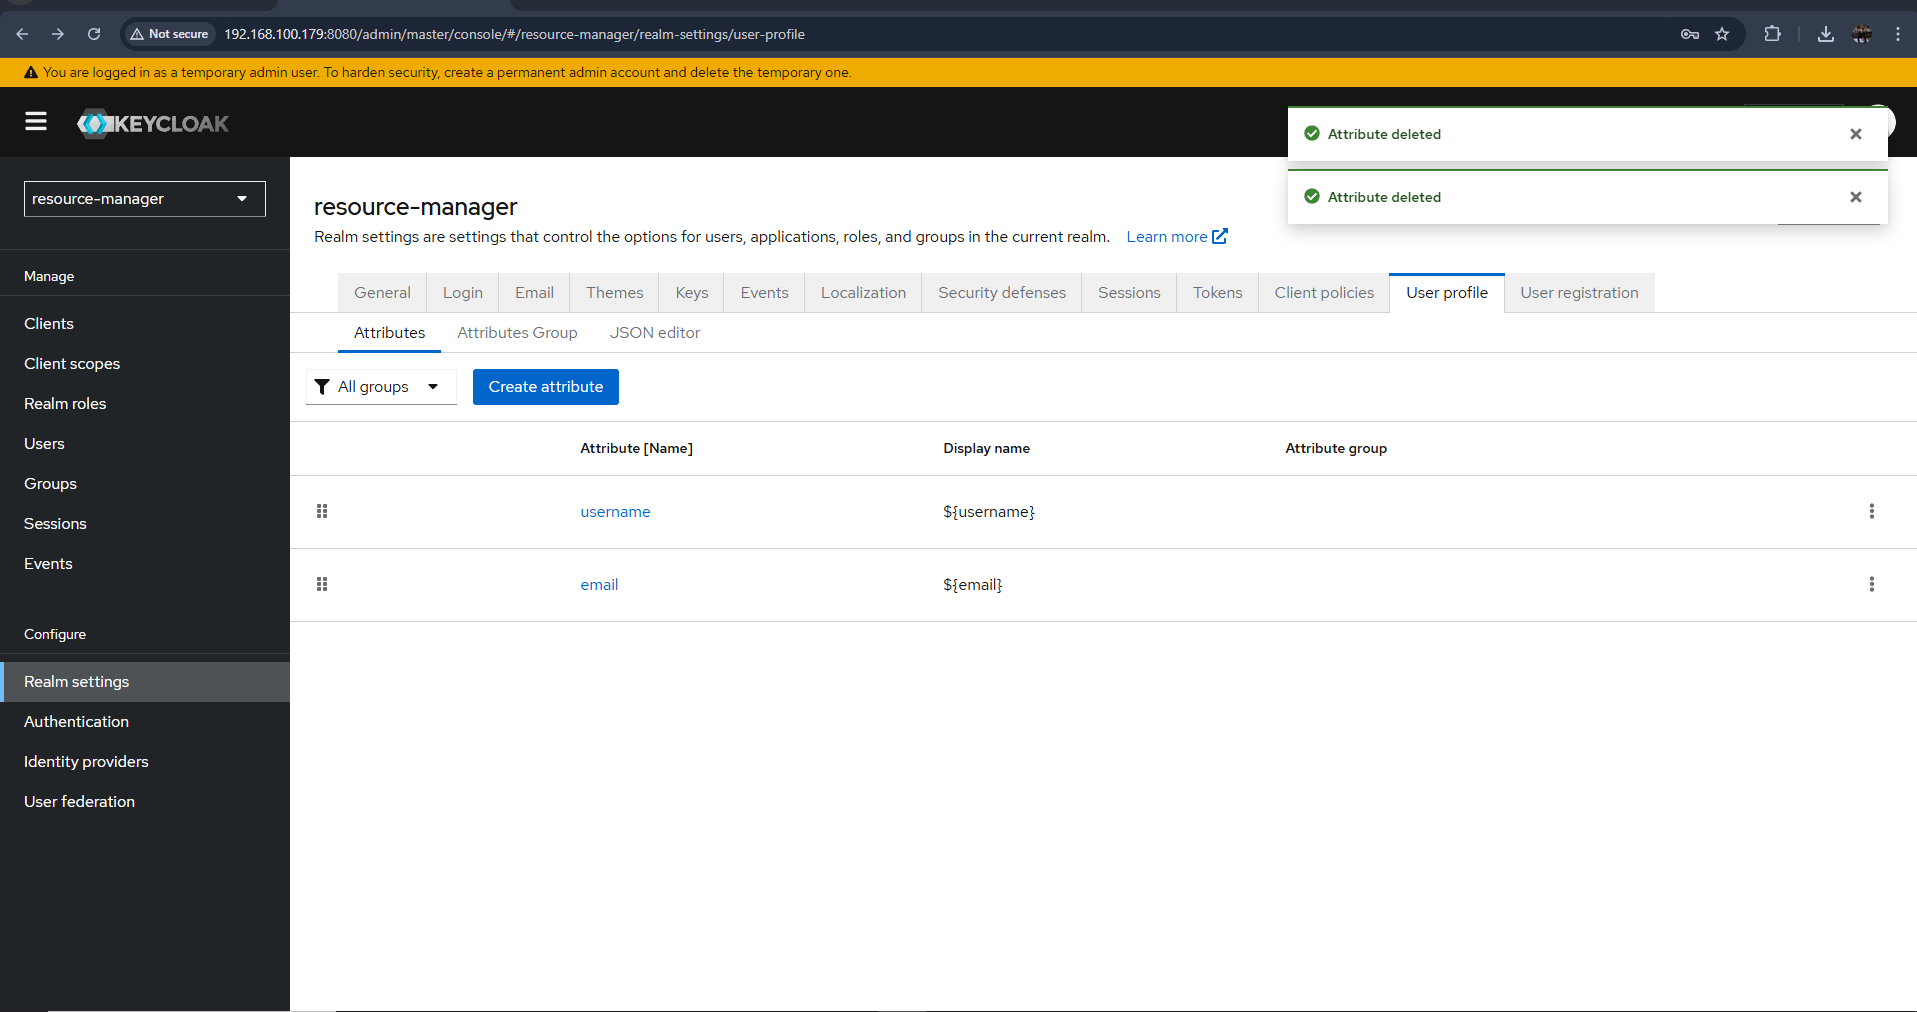 Not secure
192.168.100.179:8080/admin/master/console/#/resource-manager/realm-settings/user-profile
You are logged in as a temporary admin user. To harden security, create a permanent admin account and delete the temporary one.
KEYCLOAK
Attribute deleted
Attribute deleted
resource-manager
Manage
Clients
Client scopes
Realm roles
Users
Groups
Sessions
Events
Configure
Realm settings
Authentication
Identity providers
User federation
resource-manager
Realm settings are settings that control the options for users, applications, roles, and groups in the current realm. Learn more
General Login Email Themes Keys Events Localization Security defenses Sessions Tokens Client policies User profile User registration
Attributes Attributes Group JSON editor
All groups Create attribute
Attribute [Name] Display name Attribute group
username ${username}
email ${email}